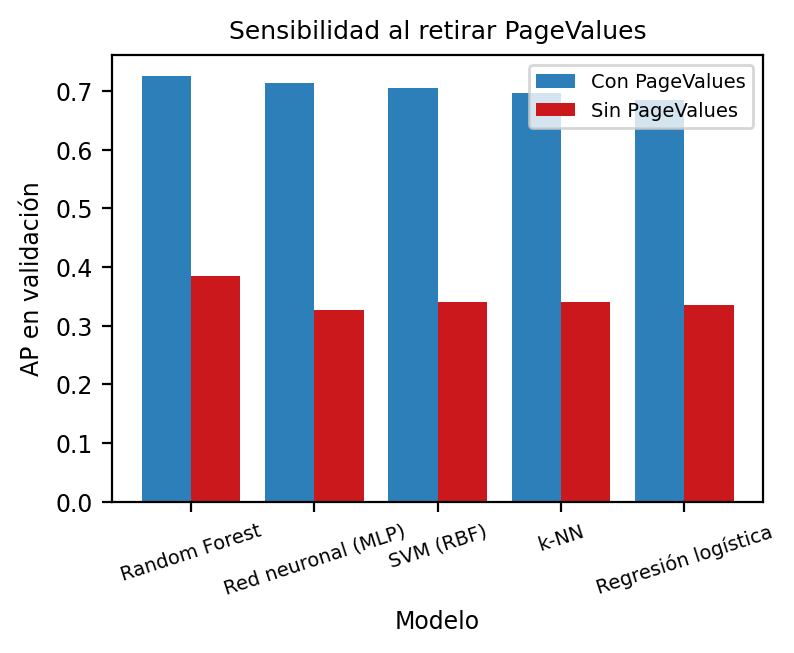 Sensibilidad al retirar PageValues
Con PageValues
Sin PageValues
AP en validación
0.7
0.6
0.5
0.4
0.3
0.2
0.1
0.0
Random Forest
Red neuronal (MLP)
SVM (RBF)
k-NN
Regresión logística
Modelo